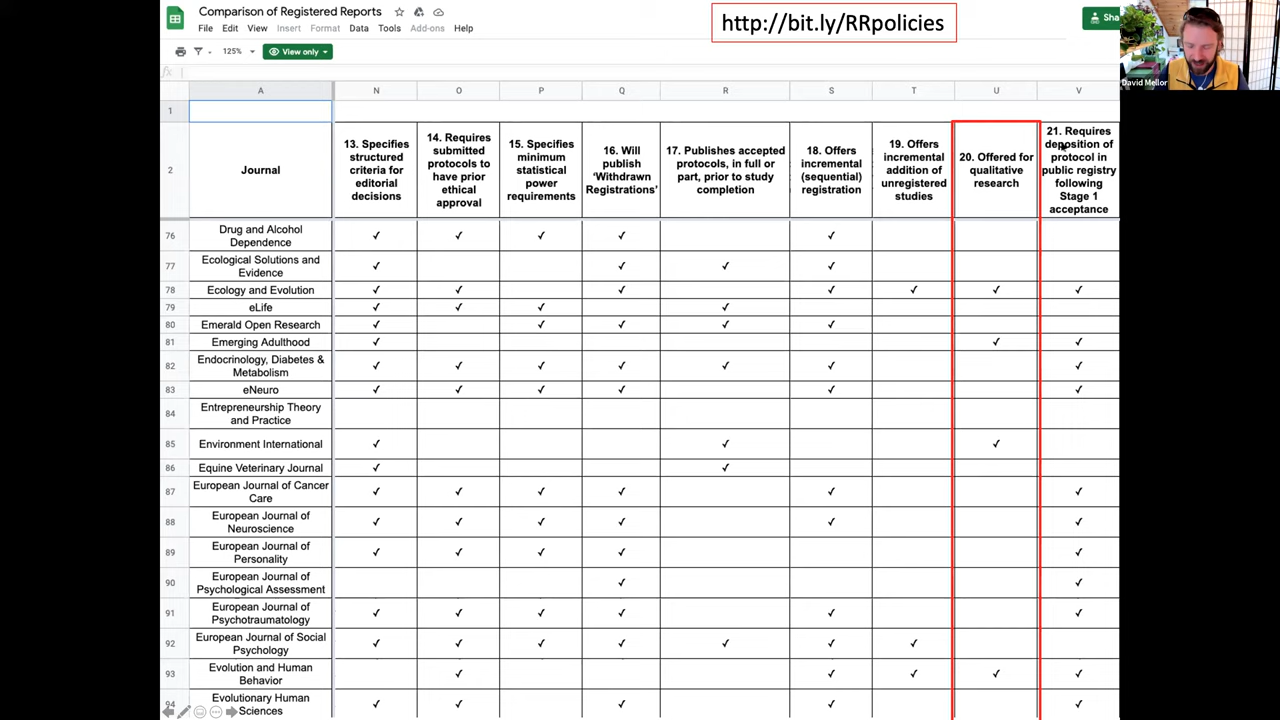 Comparison of Registered Reports
http://bit.ly/RRpolicies
Sha
File Edit View Insert Format Data Tools Add-ons Help
125% View only
fx
David Mellor
A N O P Q R S T U V
1
2 Journal
13. Specifies
structured
criteria for
editorial
decisions
14. Requires
submitted
protocols to
have prior
ethical
approval
15. Specifies
minimum
statistical
power
requirements
16. Will
publish
‘Withdrawn
Registrations’
17. Publishes accepted
protocols, in full or
part, prior to study
completion
18. Offers
incremental
(sequential)
registration
19. Offers
incremental
addition of
unregistered
studies
20. Offered for
qualitative
research
21. Requires
deposition of
protocol in
public registry
following
Stage 1
acceptance
76 Drug and Alcohol
Dependence ✓ ✓ ✓ ✓ ✓
77 Ecological Solutions and
Evidence ✓ ✓ ✓ ✓
78 Ecology and Evolution ✓ ✓ ✓ ✓ ✓ ✓ ✓
79 eLife ✓ ✓ ✓ ✓
80 Emerald Open Research ✓ ✓ ✓ ✓ ✓
81 Emerging Adulthood ✓ ✓ ✓
82 Endocrinology, Diabetes &
Metabolism ✓ ✓ ✓ ✓ ✓ ✓ ✓
83 eNeuro ✓ ✓ ✓ ✓ ✓ ✓
84 Entrepreneurship Theory
and Practice
85 Environment International ✓ ✓ ✓
86 Equine Veterinary Journal ✓ ✓
87 European Journal of Cancer
Care ✓ ✓ ✓ ✓ ✓ ✓
88 European Journal of
Neuroscience ✓ ✓ ✓ ✓ ✓ ✓
89 European Journal of
Personality ✓ ✓ ✓ ✓ ✓
90 European Journal of
Psychological Assessment ✓ ✓
91 European Journal of
Psychotraumatology ✓ ✓ ✓ ✓ ✓ ✓
92 European Journal of Social
Psychology ✓ ✓ ✓ ✓ ✓ ✓ ✓
93 Evolution and Human
Behavior ✓ ✓ ✓ ✓ ✓
94 Evolutionary Human
Sciences ✓ ✓ ✓ ✓ ✓